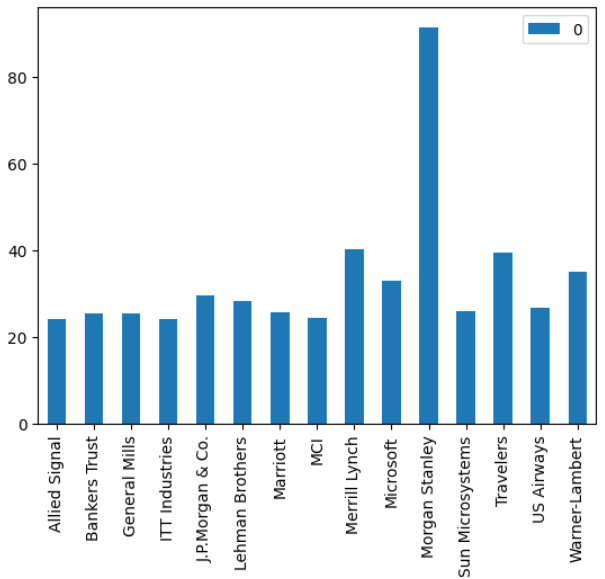 0
80
60
40
20
0
Allied Signal
Bankers Trust
General Mills
ITT Industries
J.P.Morgan & Co.
Lehman Brothers
Marriott
MCI
Merrill Lynch
Microsoft
Morgan Stanley
Sun Microsystems
Travelers
US Airways
Warner-Lambert